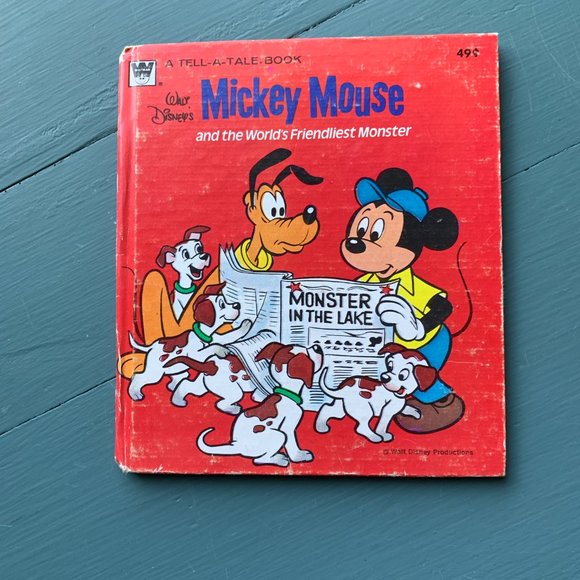 A TELL-A-TALE BOOK
49¢
Walt Disney's
Mickey Mouse
and the World's Friendliest Monster
MONSTER
IN THE LAKE
© Walt Disney Productions